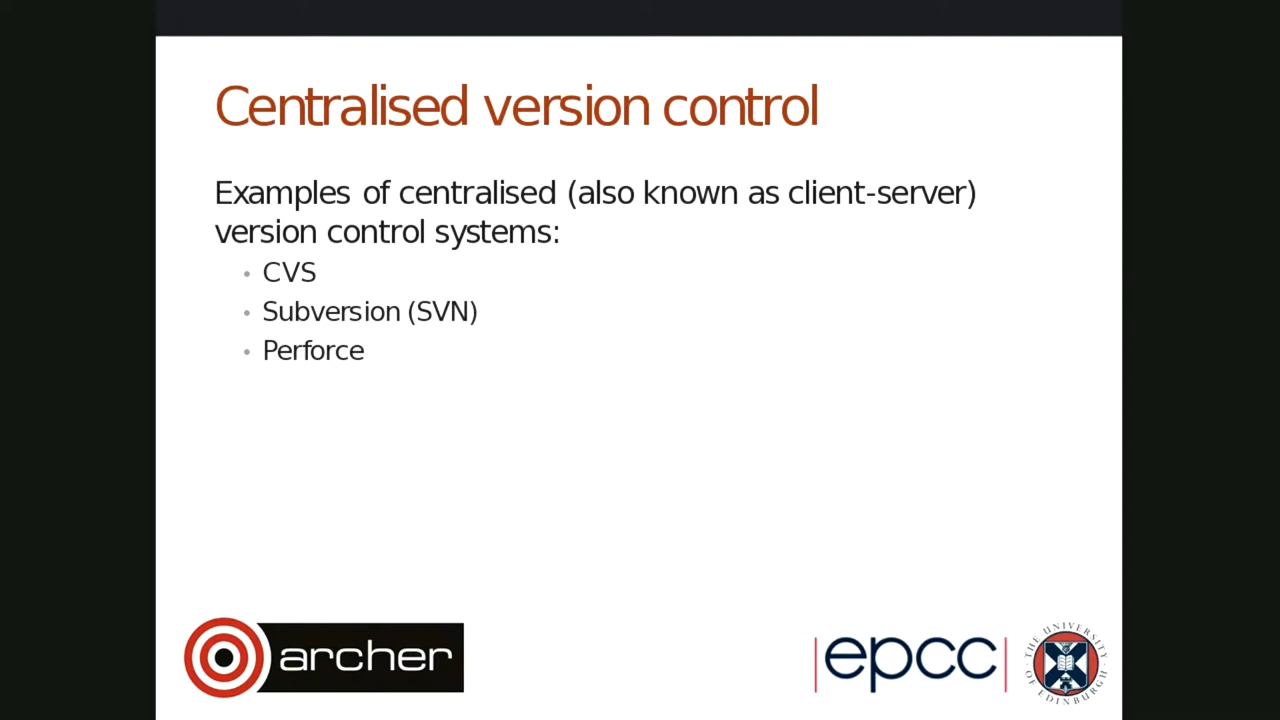 Centralised version control
Examples of centralised (also known as client-server)
version control systems:
• CVS
• Subversion (SVN)
• Perforce
archer
|epcc|
THE UNIVERSITY
OF EDINBURGH